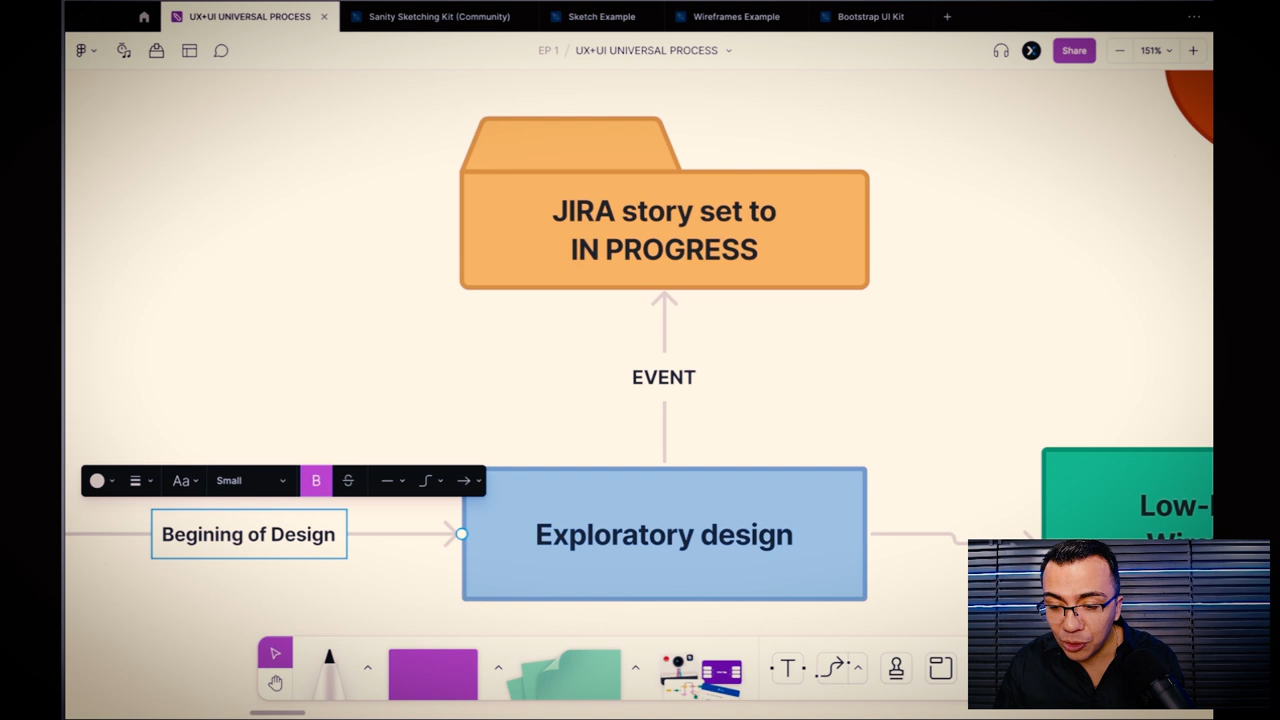 UX+UI UNIVERSAL PROCESS
Sanity Sketching Kit (Community)
Sketch Example
Wireframes Example
Bootstrap UI Kit
EP 1 / UX+UI UNIVERSAL PROCESS
Share
151%
JIRA story set to
IN PROGRESS
EVENT
Aa
Small
B
S
Begining of Design
Exploratory design
Low-
T